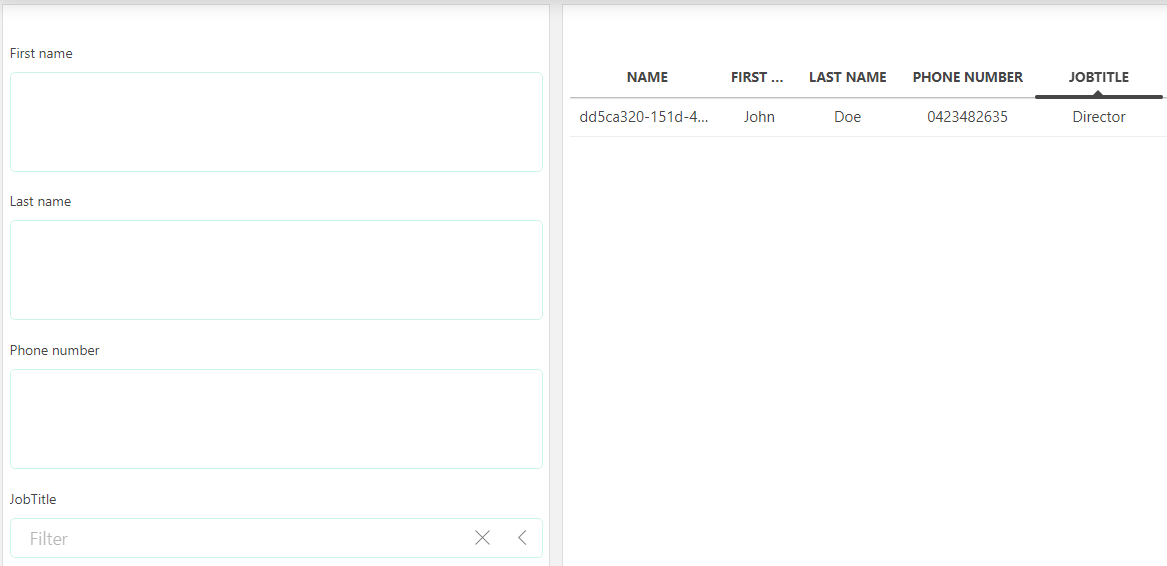 First name
Last name
Phone number
JobTitle
Filter
NAME FIRST ... LAST NAME PHONE NUMBER JOBTITLE
dd5ca320-151d-4... John Doe 0423482635 Director